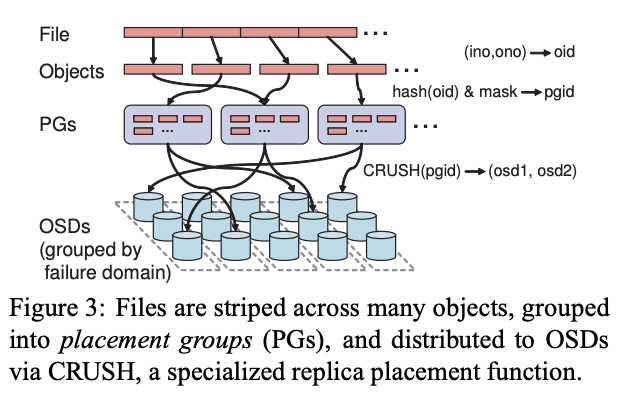 File
...
(ino,ono) → oid
Objects
...
hash(oid) & mask → pgid
PGs
... ... ...
...
CRUSH(pgid) → (osd1, osd2)
OSDs
(grouped by
failure domain)
Figure 3: Files are striped across many objects, grouped
into placement groups (PGs), and distributed to OSDs
via CRUSH, a specialized replica placement function.